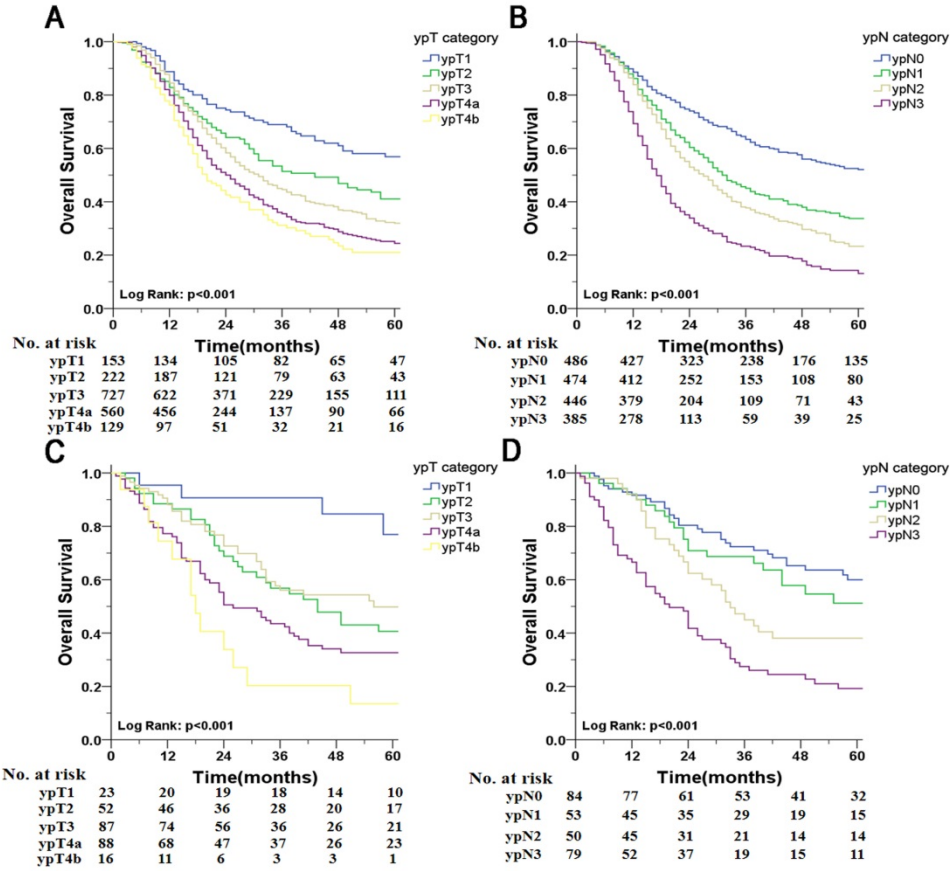 A
ypT category
ypT1
ypT2
ypT3
ypT4a
ypT4b
1.0
0.8
0.6
0.4
0.2
0.0
Overall Survival
Log Rank: p<0.001
0 12 24 36 48 60
Time(months)
No. at risk
ypT1 153 134 105 82 65 47
ypT2 222 187 121 79 63 43
ypT3 727 622 371 229 155 111
ypT4a 560 456 244 137 90 66
ypT4b 129 97 51 32 21 16
B
ypN category
ypN0
ypN1
ypN2
ypN3
1.0
0.8
0.6
0.4
0.2
0.0
Overall Survival
Log Rank: p<0.001
0 12 24 36 48 60
Time(months)
No. at risk
ypN0 486 427 323 238 176 135
ypN1 474 412 252 153 108 80
ypN2 446 379 204 109 71 43
ypN3 385 278 113 59 39 25
C
ypT category
ypT1
ypT2
ypT3
ypT4a
ypT4b
1.0
0.8
0.6
0.4
0.2
0.0
Overall Survival
Log Rank: p<0.001
0 12 24 36 48 60
Time(months)
No. at risk
ypT1 23 20 19 18 14 10
ypT2 52 46 36 28 20 17
ypT3 87 74 56 36 26 21
ypT4a 88 68 47 37 26 23
ypT4b 16 11 6 3 3 1
D
ypN category
ypN0
ypN1
ypN2
ypN3
1.0
0.8
0.6
0.4
0.2
0.0
Overall Survival
Log Rank: p<0.001
0 12 24 36 48 60
Time(months)
No. at risk
ypN0 84 77 61 53 41 32
ypN1 53 45 35 29 19 15
ypN2 50 45 31 21 14 14
ypN3 79 52 37 19 15 11